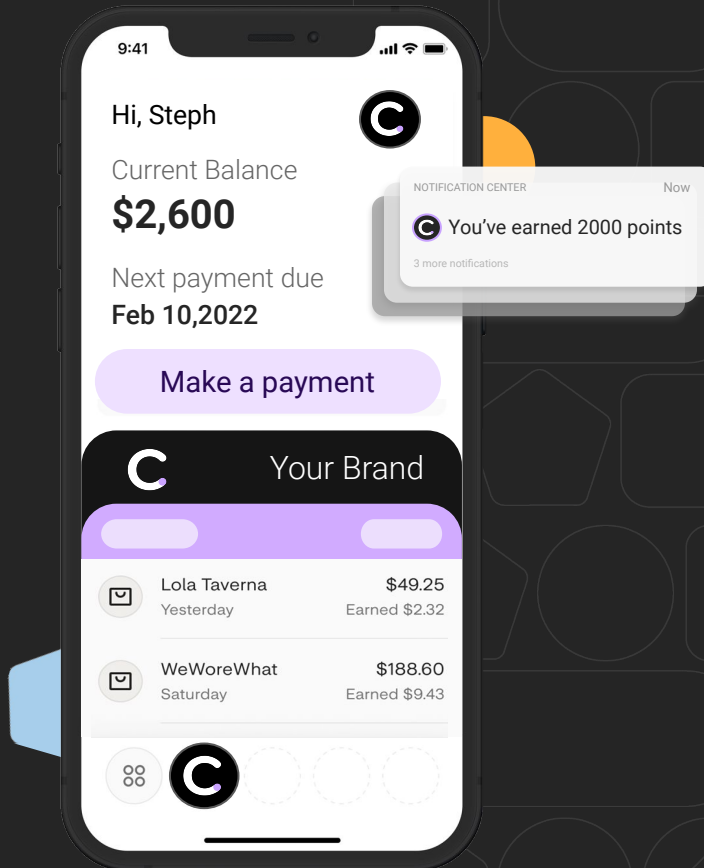 9:41
Hi, Steph
Current Balance
$2,600
NOTIFICATION CENTER Now
You've earned 2000 points
3 more notifications
Next payment due
Feb 10,2022
Make a payment
Your Brand
Lola Taverna $49.25
Yesterday Earned $2.32
WeWoreWhat $188.60
Saturday Earned $9.43